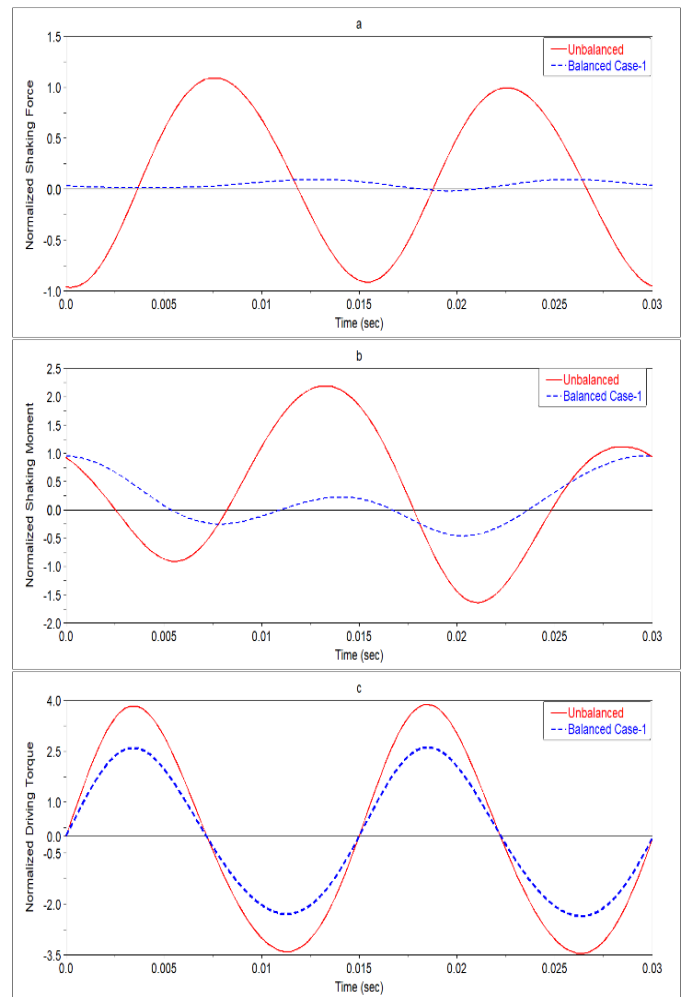 a
Normalized Shaking Force
1.5
1.0
0.5
0.0
-0.5
-1.0
Unbalanced
Balanced Case-1
0.0 0.005 0.01 0.015 0.02 0.025 0.03
Time (sec)
b
Normalized Shaking Moment
2.5
2.0
1.5
1.0
0.5
0.0
-0.5
-1.0
-1.5
-2.0
Unbalanced
Balanced Case-1
0.0 0.005 0.01 0.015 0.02 0.025 0.03
Time (sec)
c
Normalized Driving Torque
4.0
2.5
1.0
0.0
-0.5
-2.0
-3.5
Unbalanced
Balanced Case-1
0.0 0.005 0.01 0.015 0.02 0.025 0.03
Time (sec)